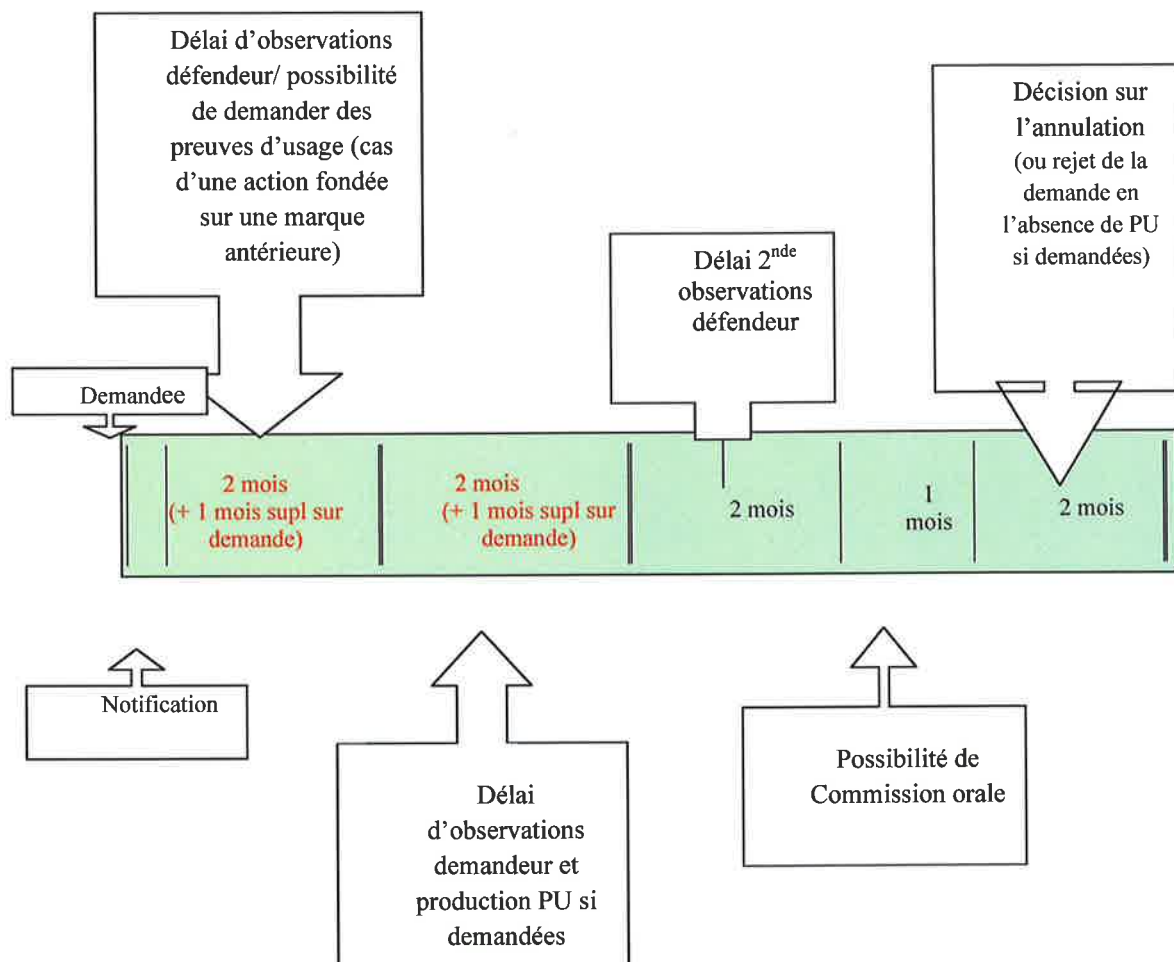 Délai d'observations
défendeur/ possibilité
de demander des
preuves d'usage (cas
d'une action fondée
sur une marque
antérieure)
Décision sur
l'annulation
(ou rejet de la
demande en
l'absence de PU
si demandées)
Délai 2nde
observations
défendeur
Demandee
2 mois
(+ 1 mois supl sur
demande)
2 mois
(+ 1 mois supl sur
demande)
2 mois
1
mois
2 mois
Notification
Délai
d'observations
demandeur et
production PU si
demandées
Possibilité de
Commission orale